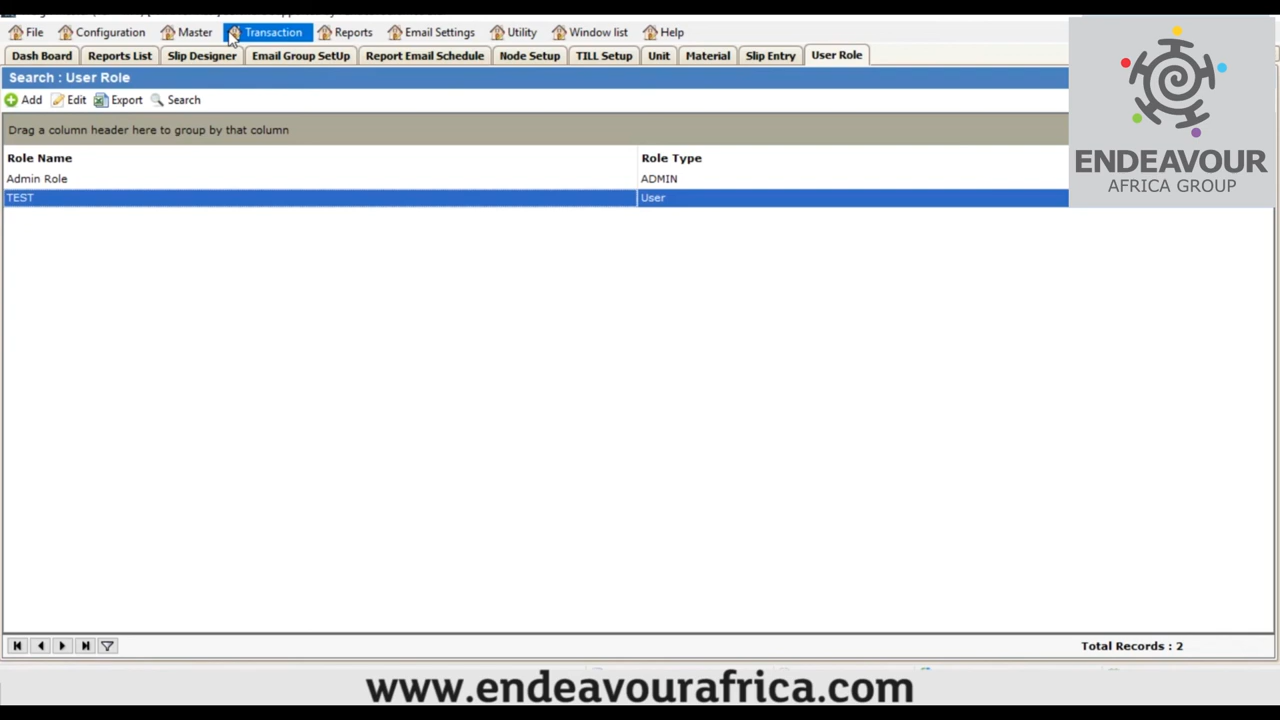 File Configuration Master Transaction Reports Email Settings Utility Window list Help
Dash Board Reports List Slip Designer Email Group SetUp Report Email Schedule Node Setup TILL Setup Unit Material Slip Entry User Role
Search : User Role
Add Edit Export Search
Drag a column header here to group by that column
Role Name Role Type
Admin Role ADMIN
TEST User
ENDEAVOUR
AFRICA GROUP
Total Records : 2
www.endeavourafrica.com